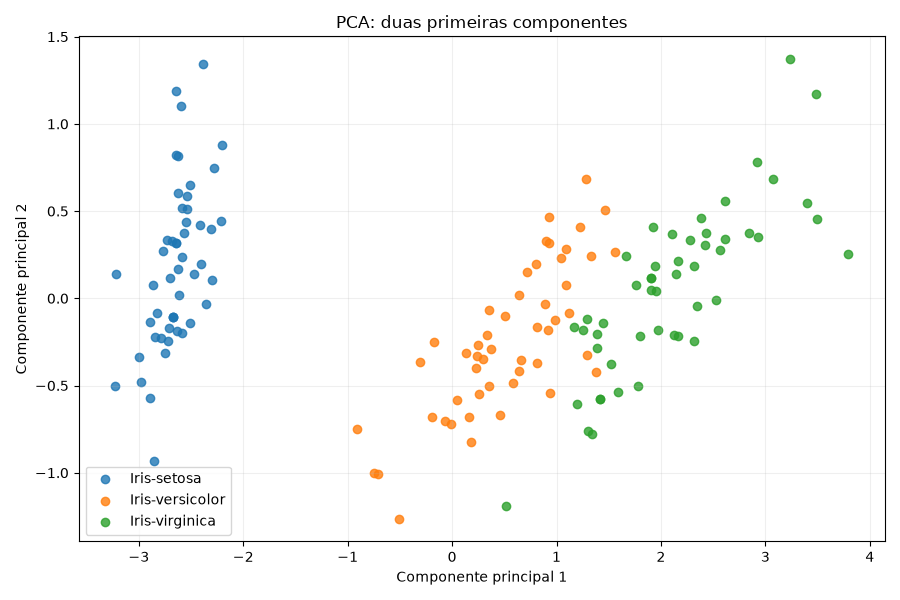 PCA: duas primeiras componentes
Componente principal 2
1.5
1.0
0.5
0.0
−0.5
−1.0
Iris-setosa
Iris-versicolor
Iris-virginica
−3 −2 −1 0 1 2 3 4
Componente principal 1